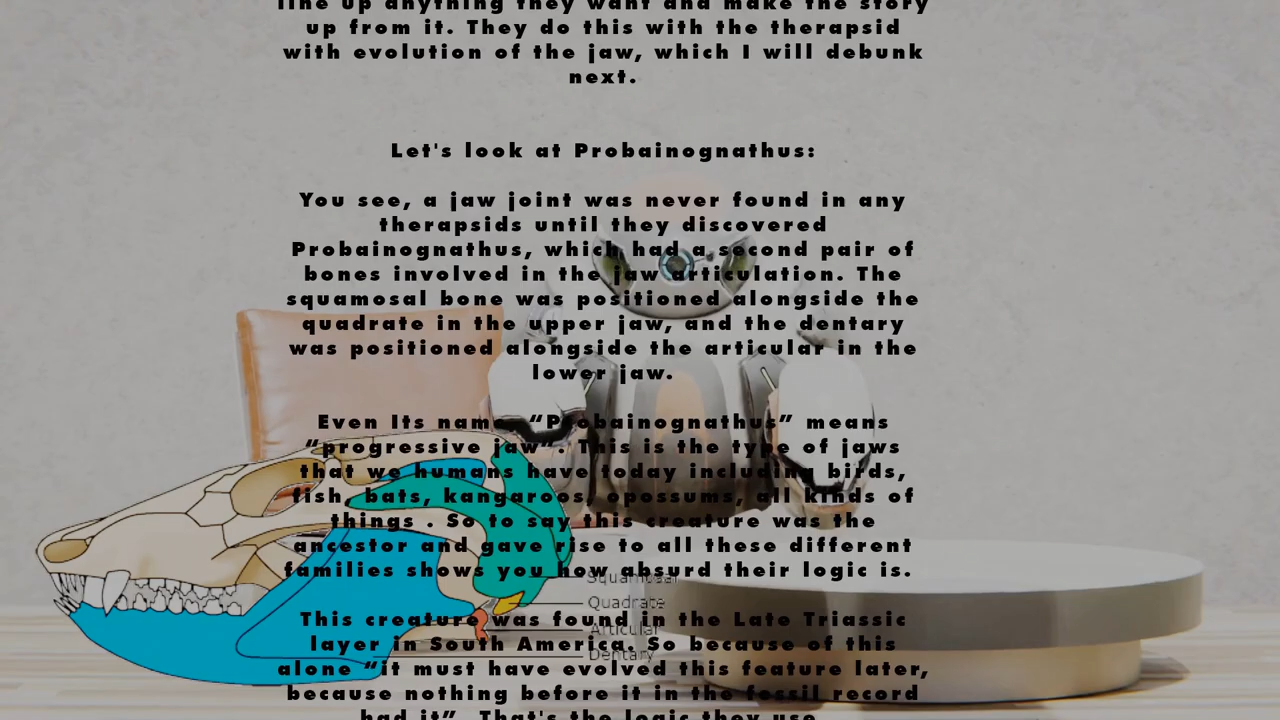 line up anything they want and make the story
up from it. They do this with the therapsid
with evolution of the jaw, which I will debunk
next.
Let's look at Probainognathus:
You see, a jaw joint was never found in any
therapsids until they discovered
Probainognathus, which had a second pair of
bones involved in the jaw articulation. The
squamosal bone was positioned alongside the
quadrate in the upper jaw, and the dentary
was positioned alongside the articular in the
lower jaw.
Even Its name “Probainognathus” means
“progressive jaw”. This is the type of jaws
that we humans have today including birds,
fish, bats, kangaroos, opossums, all kinds of
things . So to say this creature was the
ancestor and gave rise to all these different
families shows you how absurd their logic is.
Squamosal
Quadrate
Articular
Dentary
This creature was found in the Late Triassic
layer in South America. So because of this
alone “it must have evolved this feature later,
because nothing before it in the fossil record
had it”. That's the logic they use.